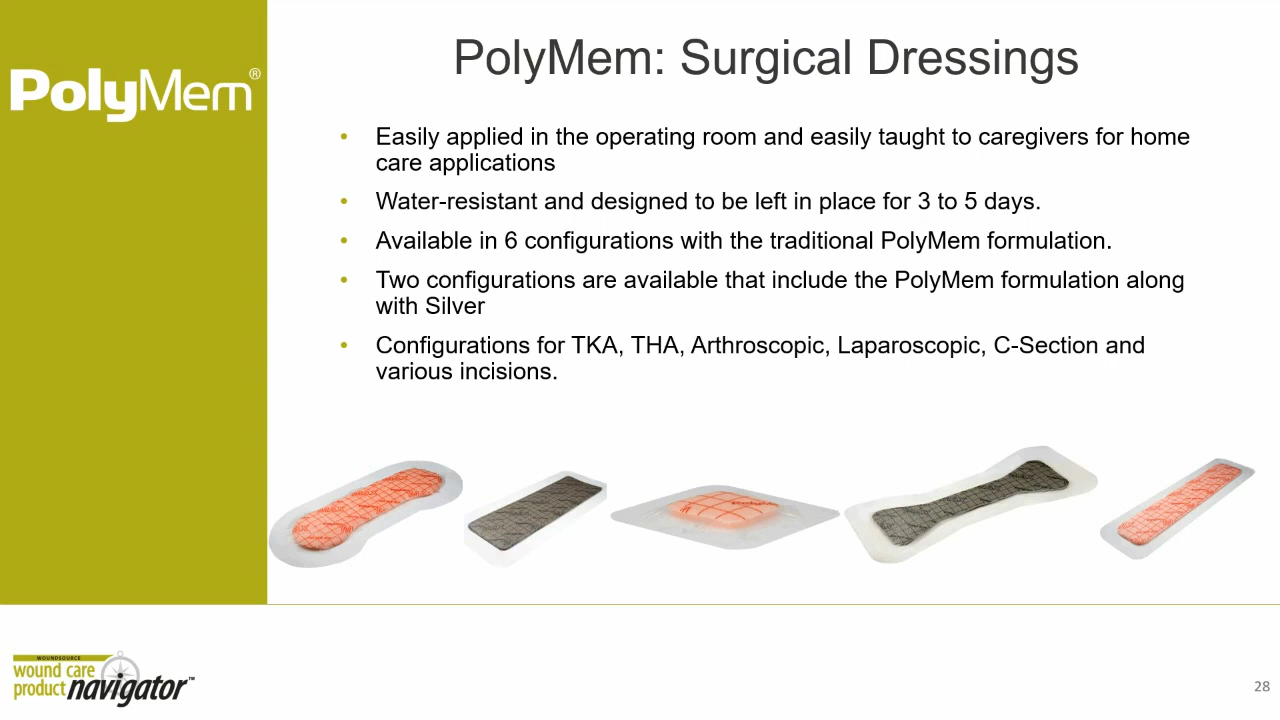 PolyMem®
PolyMem: Surgical Dressings
• Easily applied in the operating room and easily taught to caregivers for home
care applications
• Water-resistant and designed to be left in place for 3 to 5 days.
• Available in 6 configurations with the traditional PolyMem formulation.
• Two configurations are available that include the PolyMem formulation along
with Silver
• Configurations for TKA, THA, Arthroscopic, Laparoscopic, C-Section and
various incisions.
WOUNDSOURCE
wound care
product navigator™
28